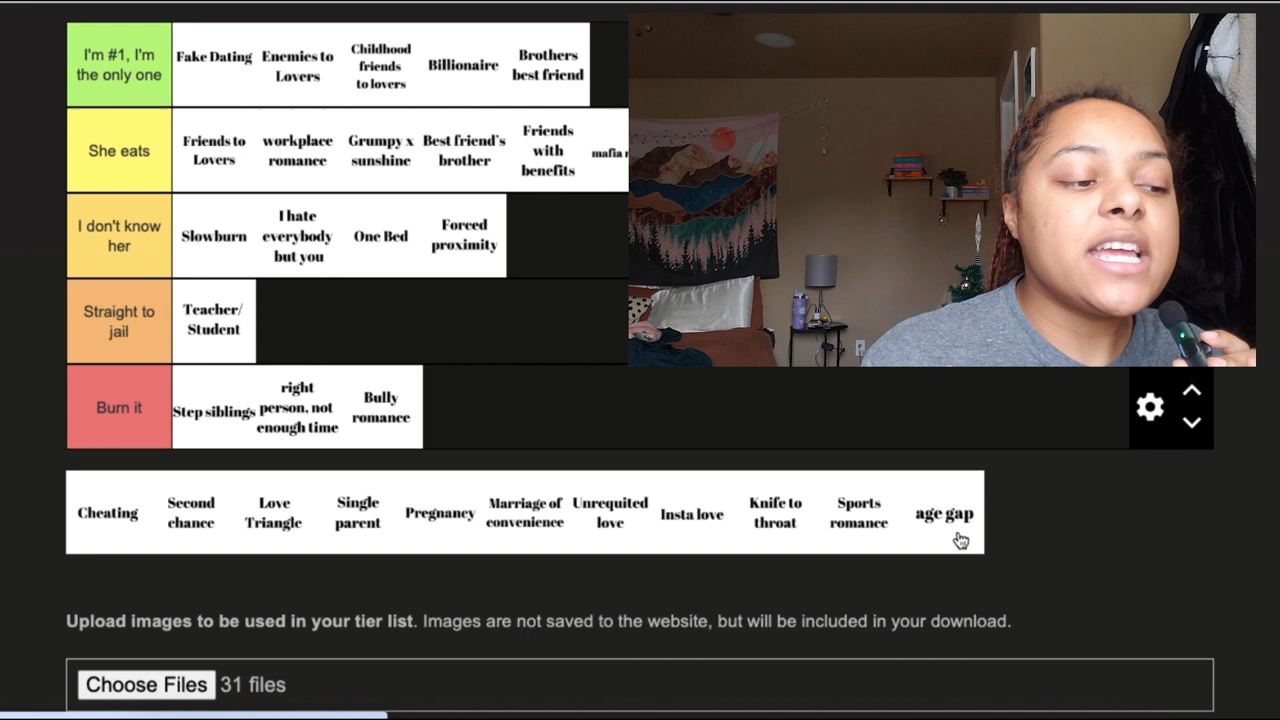 I'm #1, I'm
the only one
Fake Dating
Enemies to
Lovers
Childhood
friends
to lovers
Billionaire
Brothers
best friend
She eats
Friends to
Lovers
workplace
romance
Grumpy x
sunshine
Best friend's
brother
Friends
with
benefits
mafia
I don't know
her
Slowburn
I hate
everybody
but you
One Bed
Forced
proximity
Straight to
jail
Teacher/
Student
Burn it
Step siblings
right
person, not
enough time
Bully
romance
Cheating
Second
chance
Love
Triangle
Single
parent
Pregnancy
Marriage of
convenience
Unrequited
love
Insta love
Knife to
throat
Sports
romance
age gap
Upload images to be used in your tier list. Images are not saved to the website, but will be included in your download.
Choose Files 31 files